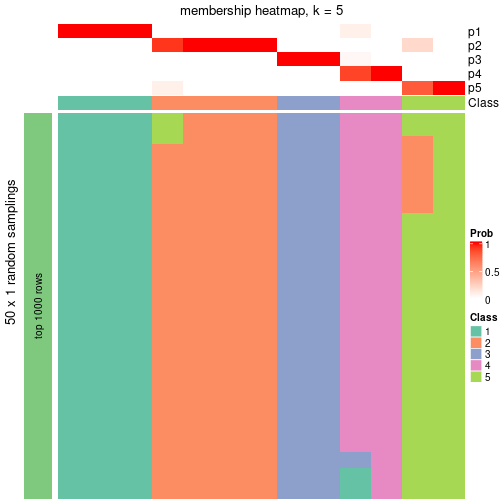 membership heatmap, k = 5
p1
p2
p3
p4
p5
Class
50 x 1 random samplings
top 1000 rows
Prob
1
0.5
0
Class
1
2
3
4
5